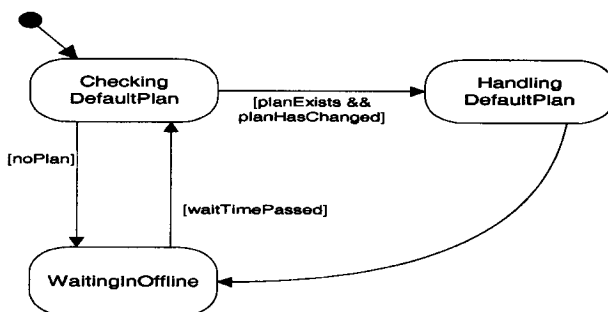 Checking
DefaultPlan
Handling
DefaultPlan
[planExists &&
planHasChanged]
[noPlan]
[waitTimePassed]
WaitingInOffline